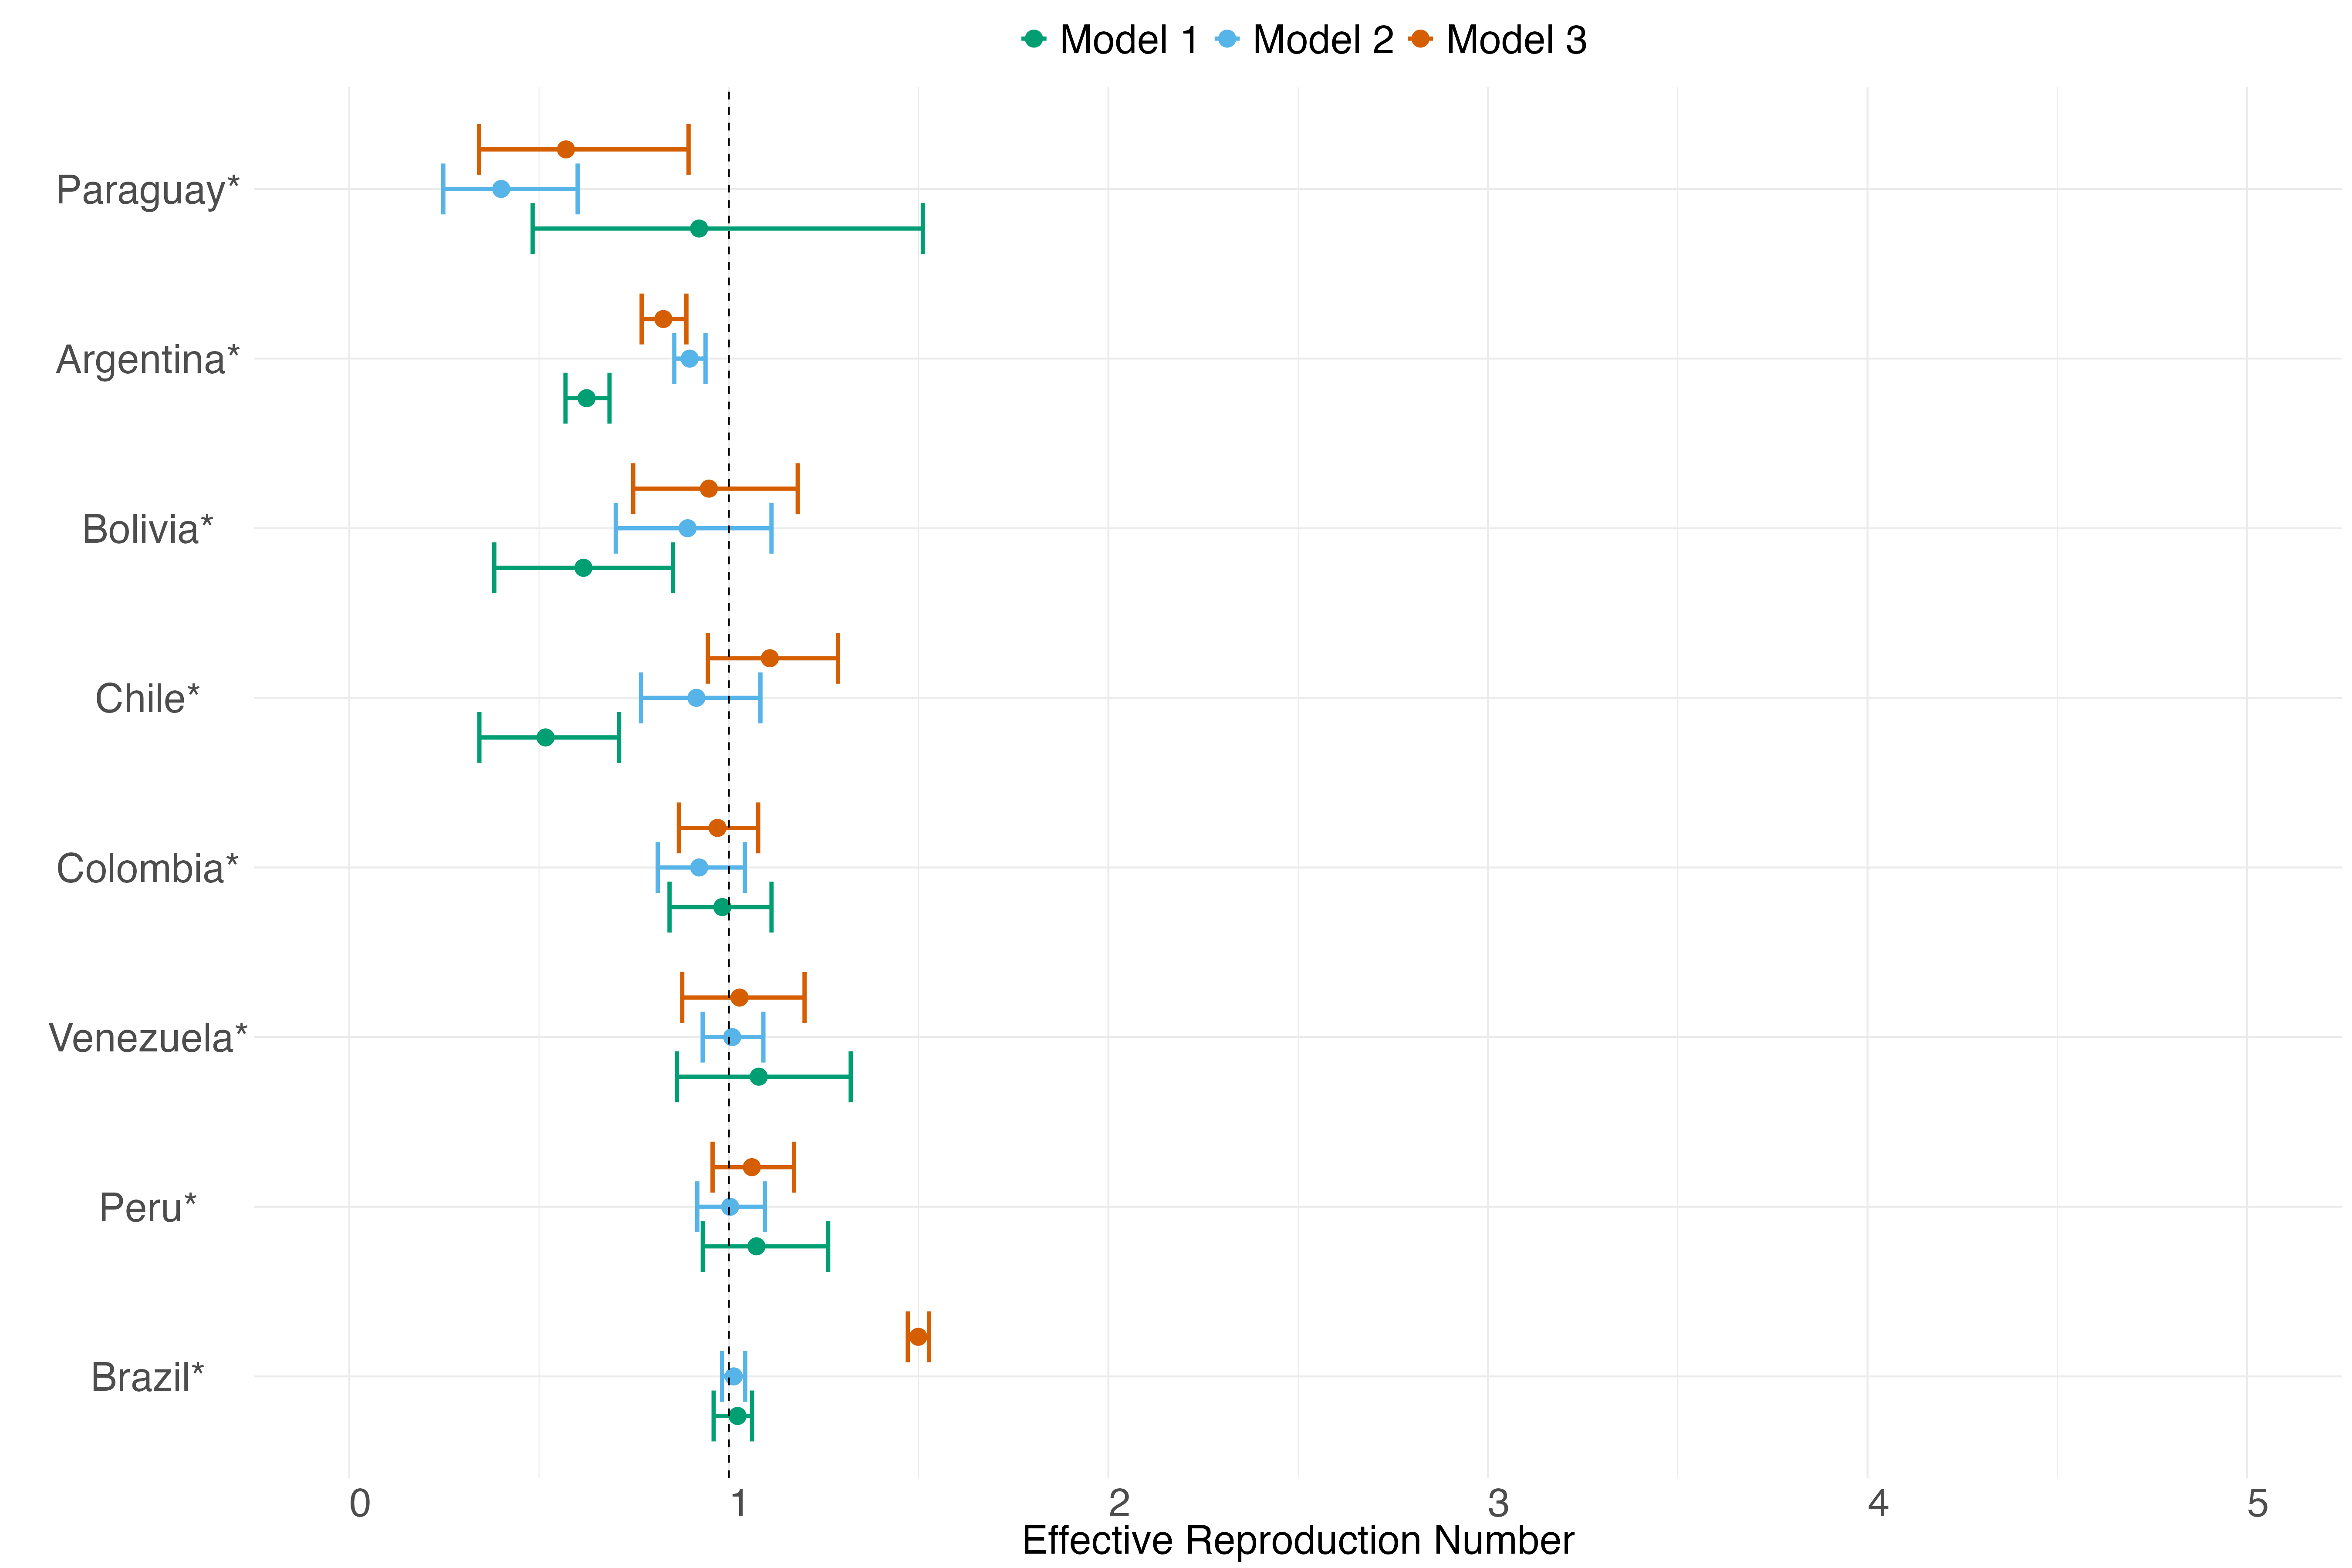 Model 1 Model 2 Model 3
Paraguay*
Argentina*
Bolivia*
Chile*
Colombia*
Venezuela*
Peru*
Brazil*
0 1 2 3 4 5
Effective Reproduction Number